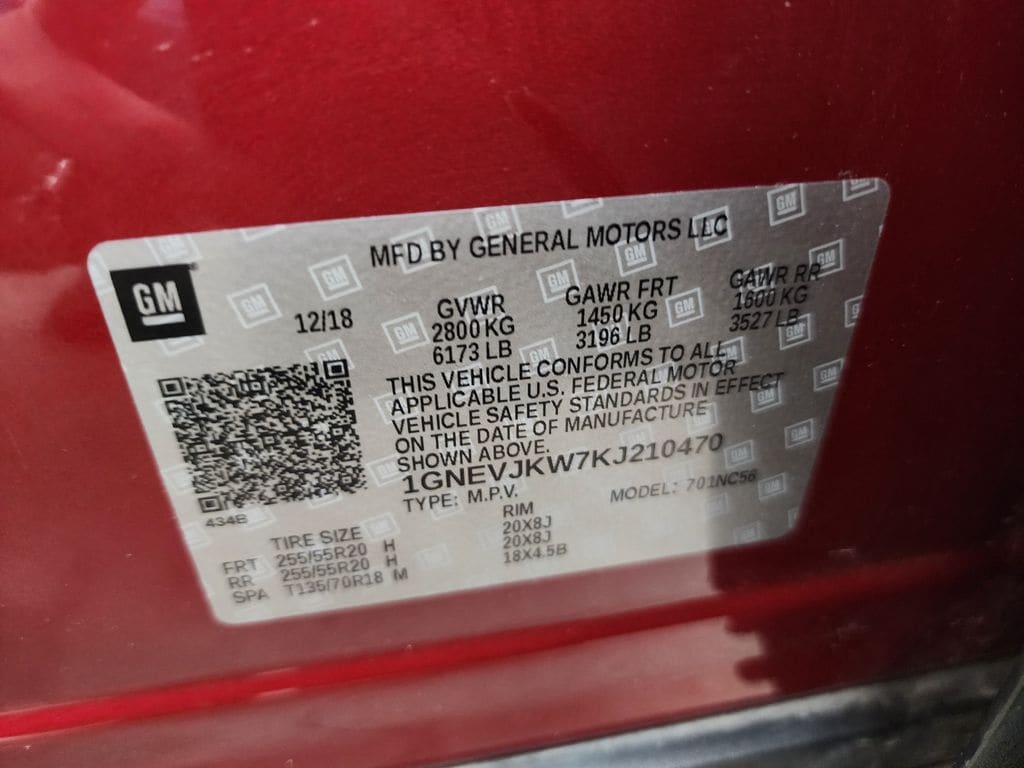 MFD BY GENERAL MOTORS LLC
GM
12/18
GVWR
2800 KG
6173 LB
GAWR FRT
1450 KG
3196 LB
GAWR RR
1600 KG
3527 LB
THIS VEHICLE CONFORMS TO ALL
APPLICABLE U.S. FEDERAL MOTOR
VEHICLE SAFETY STANDARDS IN EFFECT
ON THE DATE OF MANUFACTURE
SHOWN ABOVE.
1GNEVJKW7KJ210470
TYPE: M.P.V.
MODEL: 701NC56
434B
TIRE SIZE RIM
FRT 255/55R20 H 20X8J
RR 255/55R20 H 20X8J
SPA T135/70R18 M 18X4.5B